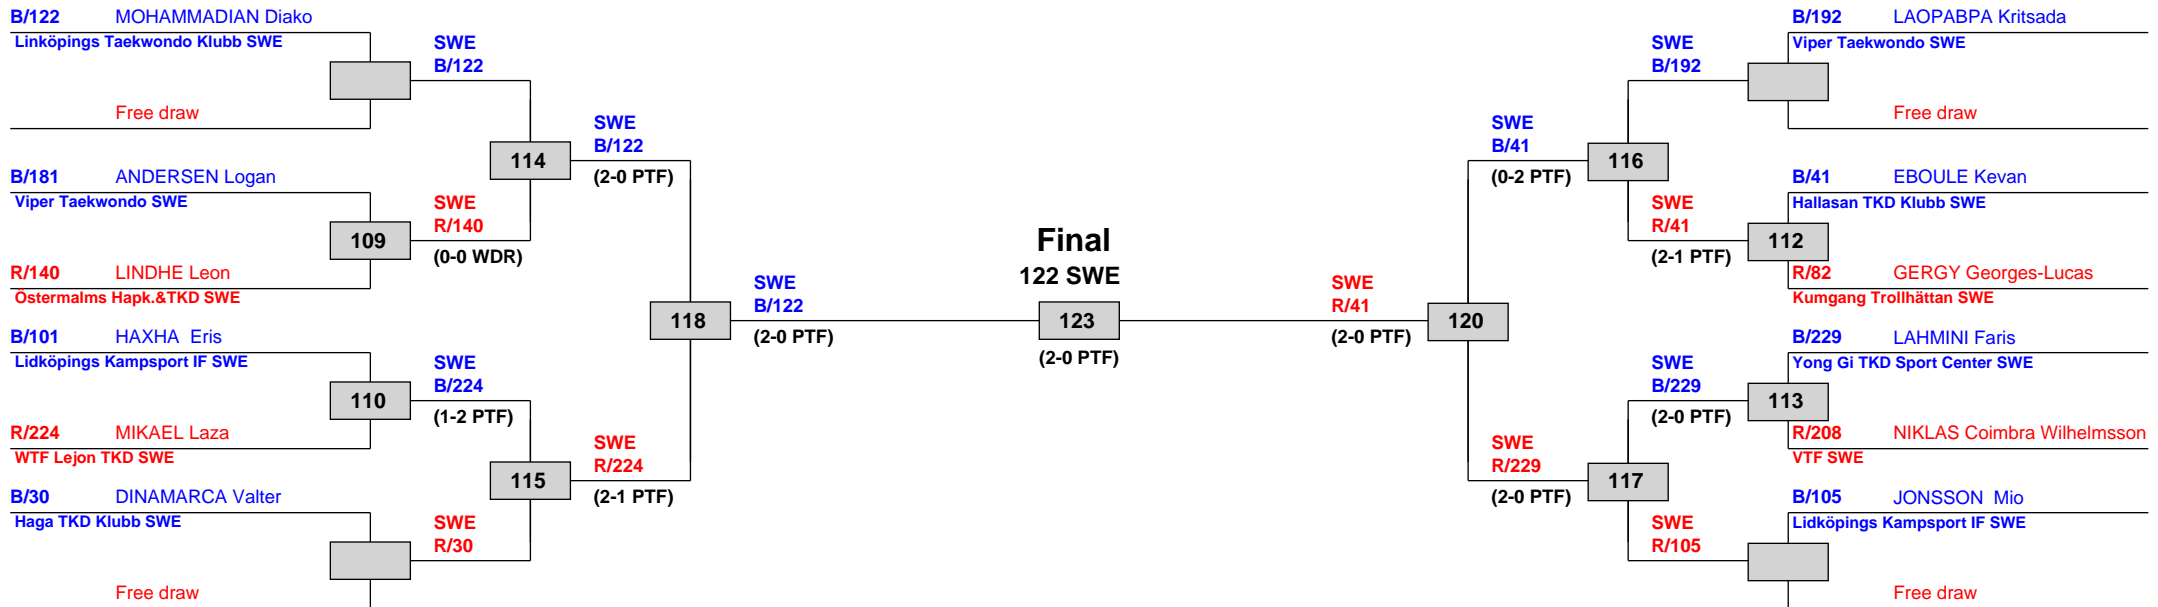 B/122 MOHAMMADIAN Diako
Linköpings Taekwondo Klubb SWE
Free draw
B/181 ANDERSEN Logan
Viper Taekwondo SWE
109
R/140 LINDHE Leon
Östermalms Hapk.&TKD SWE
B/101 HAXHA Eris
Lidköpings Kampsport IF SWE
110
R/224 MIKAEL Laza
WTF Lejon TKD SWE
B/30 DINAMARCA Valter
Haga TKD Klubb SWE
Free draw
SWE
B/122
114
SWE
R/140
(0-0 WDR)
SWE
B/224
(1-2 PTF)
115
SWE
R/30
SWE
B/122
(2-0 PTF)
118
SWE
R/224
(2-1 PTF)
SWE
B/122
(2-0 PTF)
Final
122 SWE
123
(2-0 PTF)
SWE
R/41
(2-0 PTF)
120
SWE
B/41
(0-2 PTF)
SWE
R/229
(2-0 PTF)
SWE
B/192
116
SWE
R/41
(2-1 PTF)
SWE
B/229
(2-0 PTF)
117
SWE
R/105
B/192 LAOPABPA Kritsada
Viper Taekwondo SWE
Free draw
B/41 EBOULE Kevan
Hallasan TKD Klubb SWE
112
R/82 GERGY Georges-Lucas
Kumgang Trollhättan SWE
B/229 LAHMINI Faris
Yong Gi TKD Sport Center SWE
113
R/208 NIKLAS Coimbra Wilhelmsson
VTF SWE
B/105 JONSSON Mio
Lidköpings Kampsport IF SWE
Free draw